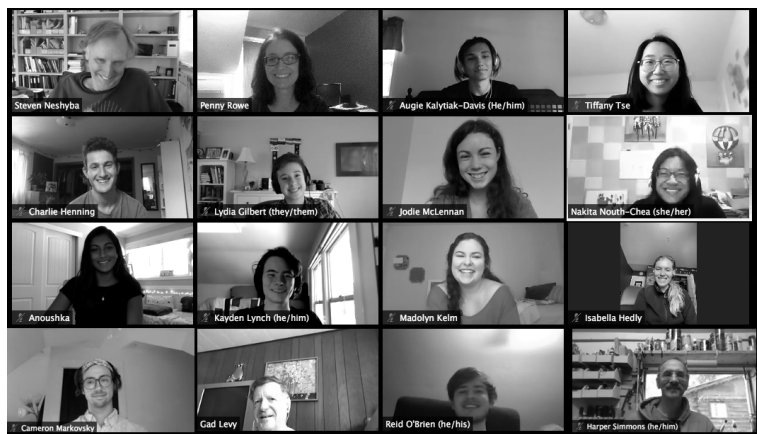 Steven Neshyba
Penny Rowe
Augie Kalytiak-Davis (He/him)
Tiffany Tse
Charlie Henning
Lydia Gilbert (they/them)
Jodie McLennan
Nakita Nouth-Chea (she/her)
Anoushka
Kayden Lynch (he/him)
Madolyn Kelm
Isabella Hedly
Cameron Markovsky
Gad Levy
Reid O'Brien (he/his)
Harper Simmons (he/him)